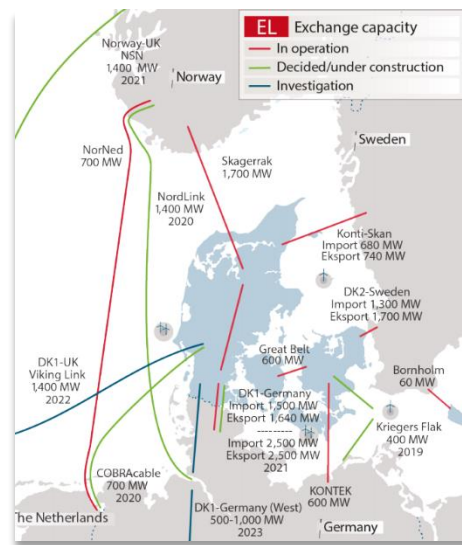 EL Exchange capacity
In operation
Decided/under construction
Investigation
Norway-UK
NSN
1,400 MW
2021
Norway
Sweden
NorNed
700 MW
Skagerrak
1,700 MW
NordLink
1,400 MW
2020
Konti-Skan
Import 680 MW
Eksport 740 MW
DK2-Sweden
Import 1,300 MW
Eksport 1,700 MW
Great Belt
600 MW
DK1-UK
Viking Link
1,400 MW
2022
DK1-Germany
Import 1,500 MW
Eksport 1,640 MW
---------
Import 2,500 MW
Eksport 2,500 MW
2021
Bornholm
60 MW
Kriegers Flak
400 MW
2019
COBRAcable
700 MW
2020
KONTEK
600 MW
DK1-Germany (West)
500-1,000 MW
2023
The Netherlands
Germany